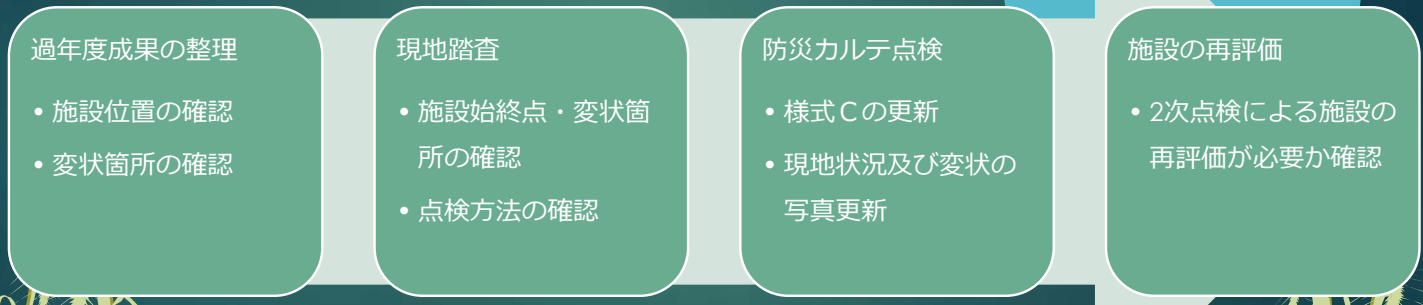 過年度成果の整理
• 施設位置の確認
• 変状箇所の確認
現地踏査
• 施設始終点・変状箇
所の確認
• 点検方法の確認
防災カルテ点検
• 様式Ｃの更新
• 現地状況及び変状の
写真更新
施設の再評価
• 2次点検による施設の
再評価が必要か確認